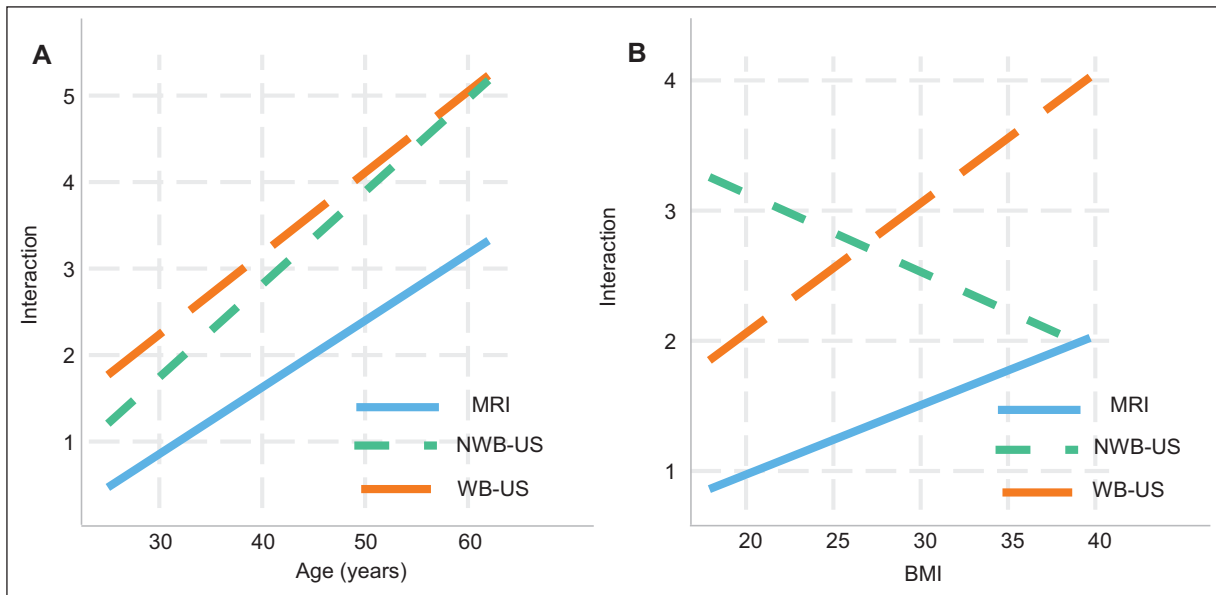 A
5
4
3
2
1
Interaction
MRI
NWB-US
WB-US
30 40 50 60
Age (years)
B
4
3
2
1
Interaction
MRI
NWB-US
WB-US
20 25 30 35 40
BMI